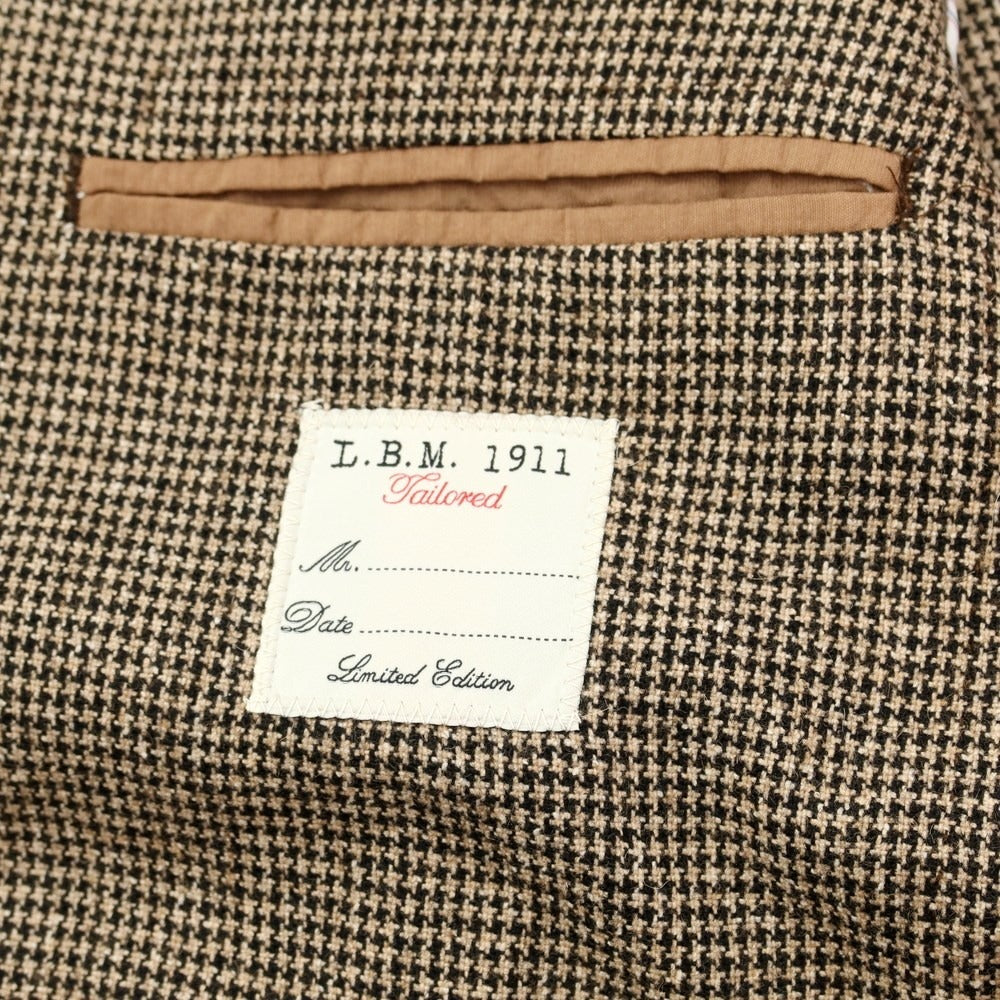 L.B.M. 1911
Tailored
Mr.
Date
Limited Edition